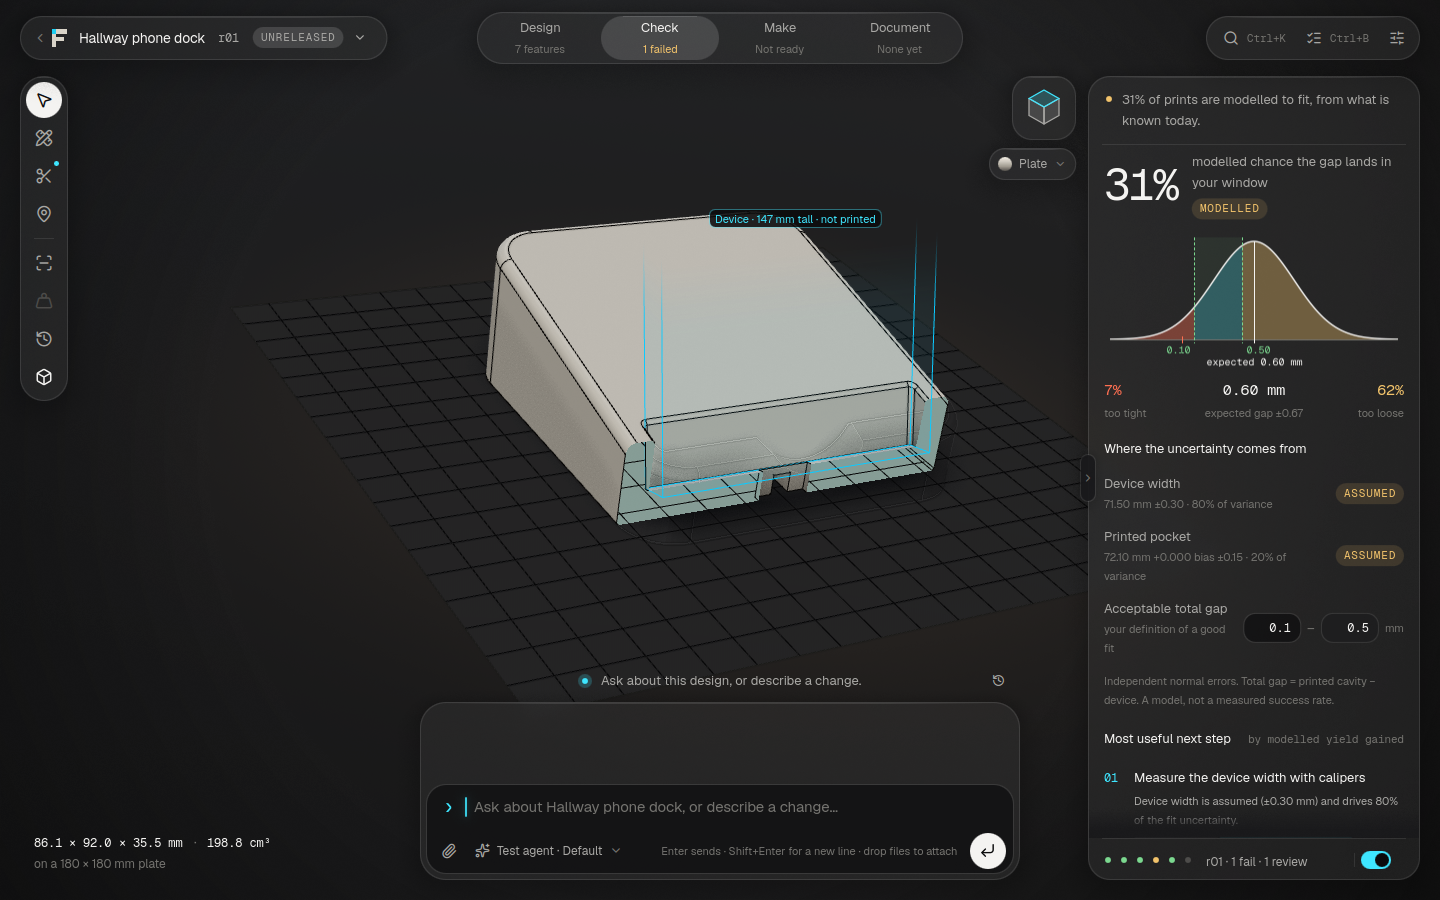 Hallway phone dock r01 UNRELEASED
Design
7 features
Check
1 failed
Make
Not ready
Document
None yet
Ctrl+K
Ctrl+B
Plate
Device · 147 mm tall · not printed
31% of prints are modelled to fit, from what is
known today.
31%
modelled chance the gap lands in
your window
MODELLED
0.10
0.50
expected 0.60 mm
7%
too tight
0.60 mm
expected gap ±0.67
62%
too loose
Where the uncertainty comes from
Device width
71.50 mm ±0.30 · 80% of variance
ASSUMED
Printed pocket
72.10 mm +0.000 bias ±0.15 · 20% of
variance
ASSUMED
Acceptable total gap
your definition of a good
fit
0.1 – 0.5 mm
Independent normal errors. Total gap = printed cavity −
device. A model, not a measured success rate.
Most useful next step by modelled yield gained
01 Measure the device width with calipers
Device width is assumed (±0.30 mm) and drives 80%
of the fit uncertainty.
r01 · 1 fail · 1 review
Ask about this design, or describe a change.
Ask about Hallway phone dock, or describe a change…
Test agent · Default
Enter sends · Shift+Enter for a new line · drop files to attach
86.1 × 92.0 × 35.5 mm · 198.8 cm³
on a 180 × 180 mm plate